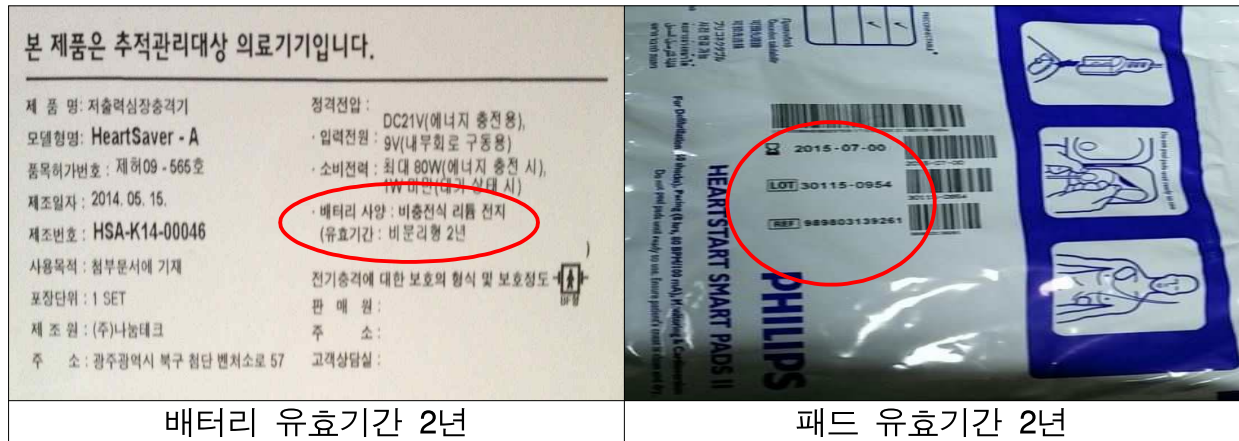 본 제품은 추적관리대상 의료기기입니다.
제 품 명: 저출력심장충격기
모델형명: HeartSaver - A
품목허가번호 : 제허09 - 565호
제조일자 : 2014. 05. 15.
제조번호 : HSA-K14-00046
사용목적 : 첨부문서에 기재
포장단위 : 1 SET
제 조 원 : (주)나눔테크
주 소 : 광주광역시 북구 첨단 벤처소로 57
정격전압 :
DC21V(에너지 충전용),
· 입력전원 : 9V(내부회로 구동용)
· 소비전력 : 최대 80W(에너지 충전 시),
1W 미만(대기 상태 시)
· 배터리 사양 : 비충전식 리튬 전지
(유효기간 : 비분리형 2년
)
전기충격에 대한 보호의 형식 및 보호정도
판 매 원 :
주 소 :
고객상담실 :
2015-07-00
LOT 30115-0954
REF 989803139261
PHILIPS
HEARTSTART SMART PADS II
배터리 유효기간 2년
패드 유효기간 2년